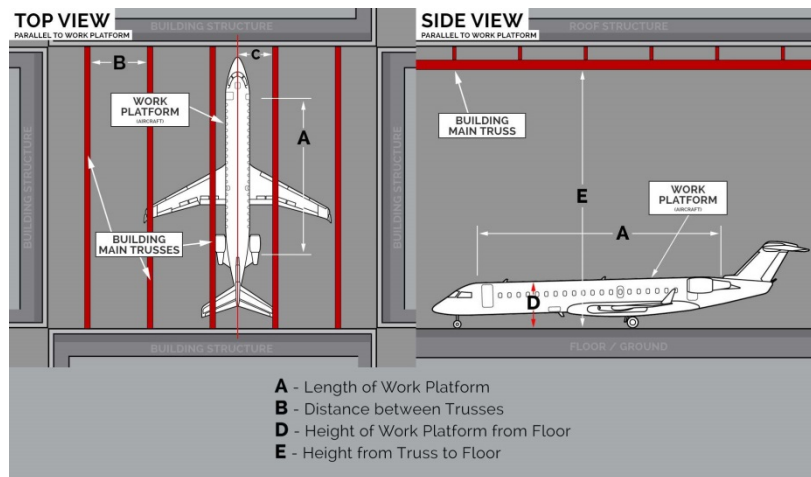 TOP VIEW
PARALLEL TO WORK PLATFORM
BUILDING STRUCTURE
B
C
WORK
PLATFORM
(AIRCRAFT)
A
BUILDING STRUCTURE
BUILDING STRUCTURE
BUILDING
MAIN TRUSSES
BUILDING STRUCTURE
SIDE VIEW
PARALLEL TO WORK PLATFORM
ROOF STRUCTURE
BUILDING
MAIN TRUSS
E
WORK
PLATFORM
(AIRCRAFT)
A
D
FLOOR / GROUND
A - Length of Work Platform
B - Distance between Trusses
D - Height of Work Platform from Floor
E - Height from Truss to Floor